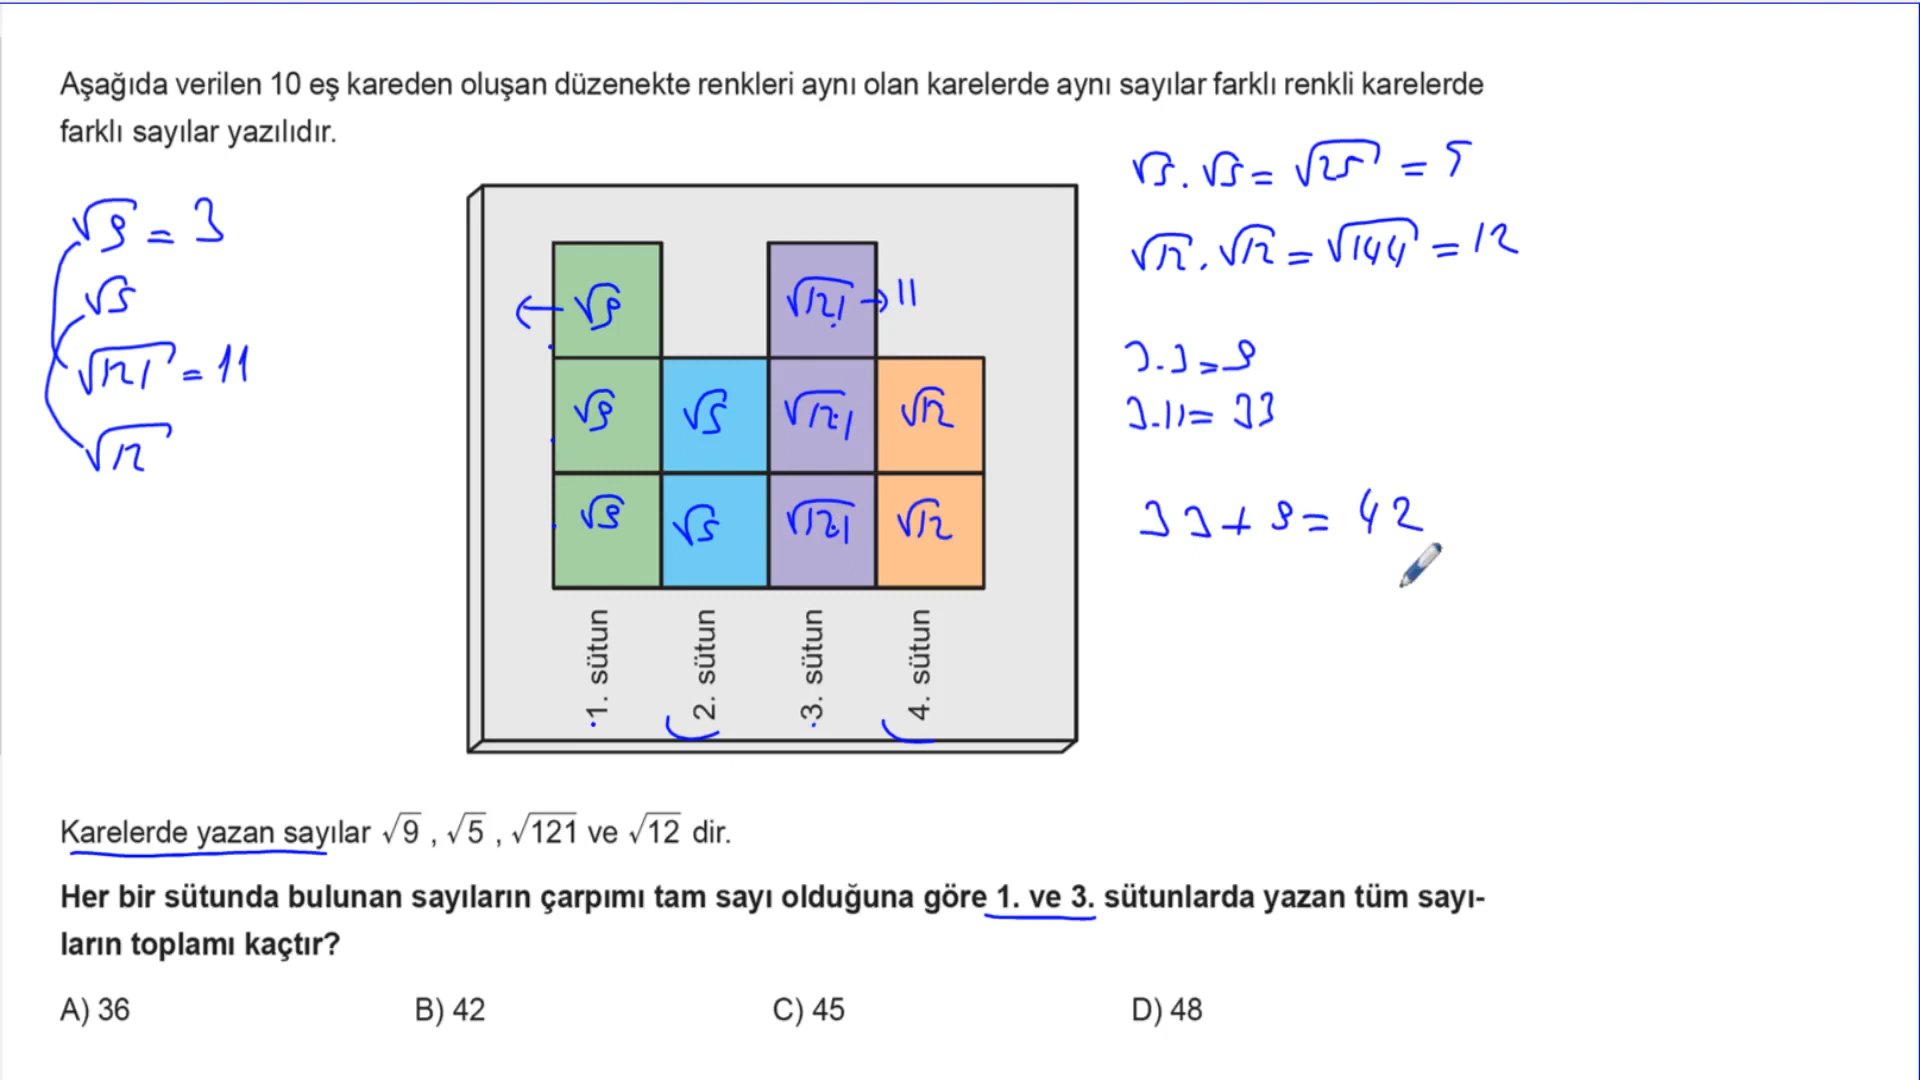 Aşağıda verilen 10 eş kareden oluşan düzenekte renkleri aynı olan karelerde aynı sayılar farklı renkli karelerde
farklı sayılar yazılıdır.
√9 = 3
√5
√121 = 11
√12
√5 . √5 = √25 = 5
√12 . √12 = √144 = 12
3.3 = 9
3.11 = 33
33 + 9 = 42
← √9 √121 → 11
√9 √5 √121 √12
√9 √5 √121 √12
1. sütun
2. sütun
3. sütun
4. sütun
Karelerde yazan sayılar √9 , √5 , √121 ve √12 dir.
Her bir sütunda bulunan sayıların çarpımı tam sayı olduğuna göre 1. ve 3. sütunlarda yazan tüm sayı-
ların toplamı kaçtır?
A) 36 B) 42 C) 45 D) 48